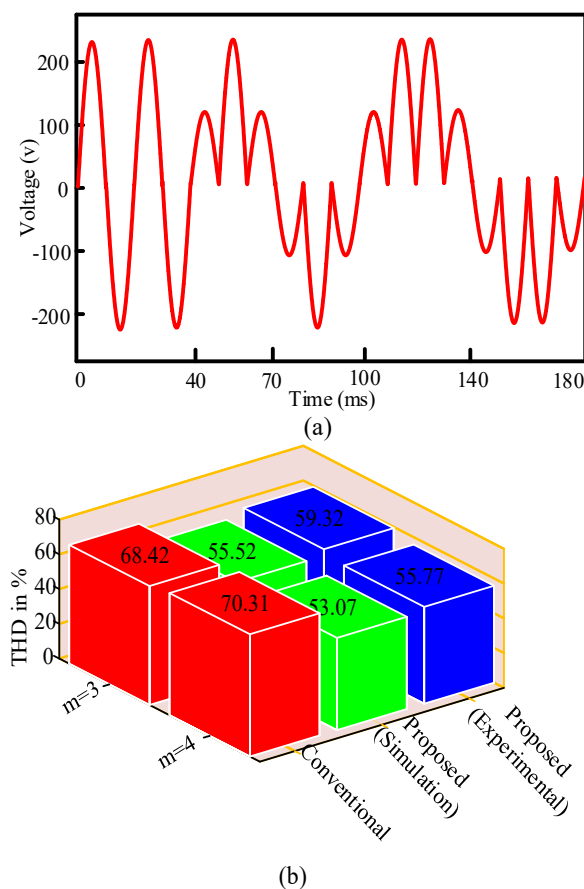 200
100
0
-100
-200
Voltage (v)
0 40 70 100 140 180
Time (ms)
(a)
80
60
40
20
0
THD in %
68.42 55.52 59.32
70.31 53.07 55.77
m=3
m=4
Conventional
Proposed
(Simulation)
Proposed
(Experimental)
(b)